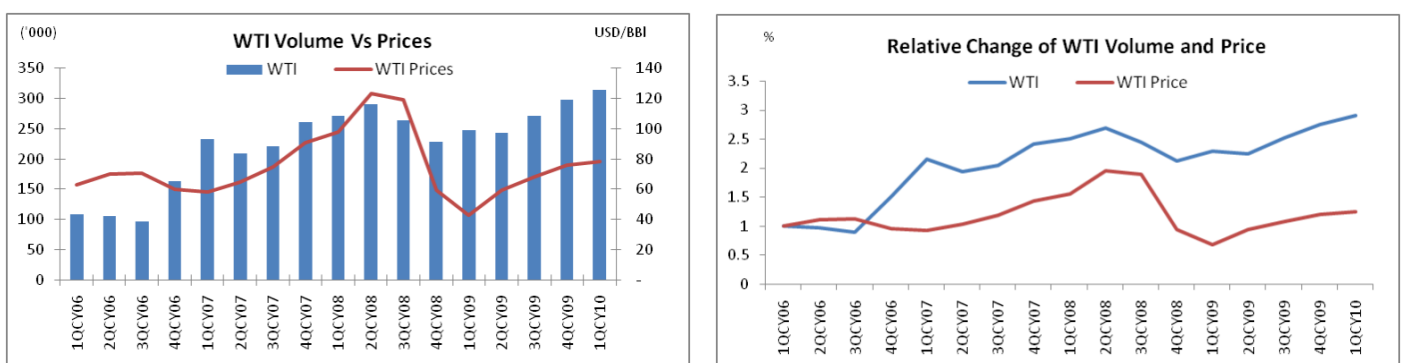 ('000)
WTI Volume Vs Prices
USD/BBl
WTI
WTI Prices
350
300
250
200
150
100
50
0
140
120
100
80
60
40
20
-
1QCY06
2QCY06
3QCY06
4QCY06
1QCY07
2QCY07
3QCY07
4QCY07
1QCY08
2QCY08
3QCY08
4QCY08
1QCY09
2QCY09
3QCY09
4QCY09
1QCY10
%
Relative Change of WTI Volume and Price
WTI
WTI Price
3.5
3
2.5
2
1.5
1
0.5
0
1QCY06
2QCY06
3QCY06
4QCY06
1QCY07
2QCY07
3QCY07
4QCY07
1QCY08
2QCY08
3QCY08
4QCY08
1QCY09
2QCY09
3QCY09
4QCY09
1QCY10